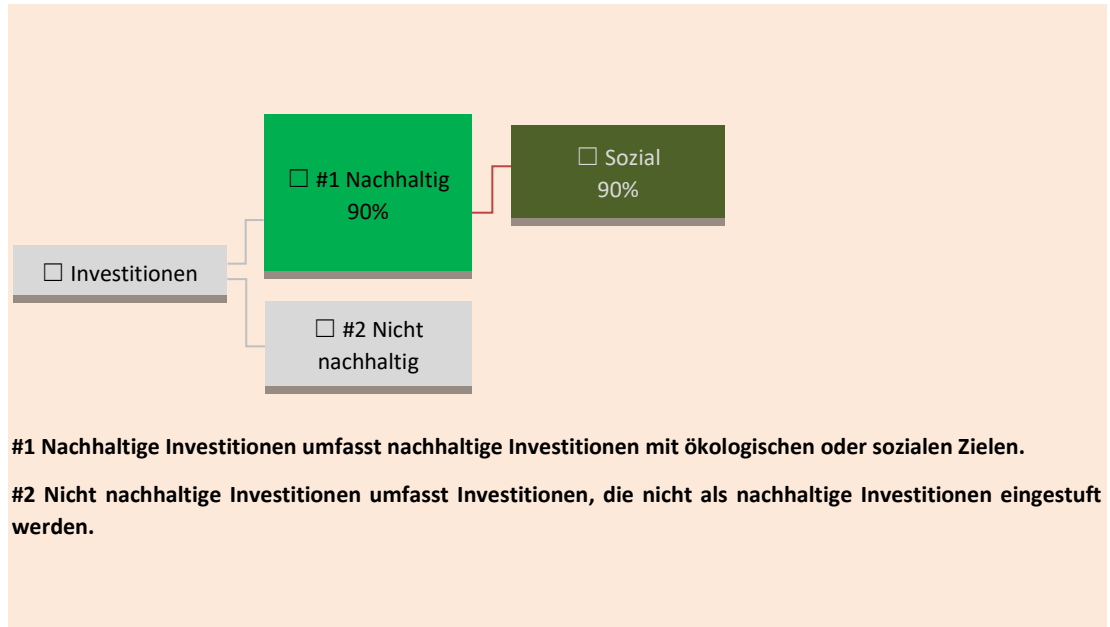 ☐ #1 Nachhaltig
90%
☐ Sozial
90%
☐ Investitionen
☐ #2 Nicht
nachhaltig
#1 Nachhaltige Investitionen umfasst nachhaltige Investitionen mit ökologischen oder sozialen Zielen.
#2 Nicht nachhaltige Investitionen umfasst Investitionen, die nicht als nachhaltige Investitionen eingestuft
werden.